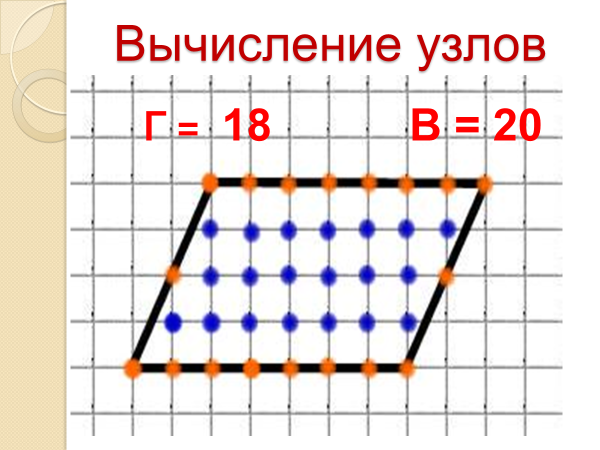 Вычисление узлов
Г = 18 В = 20